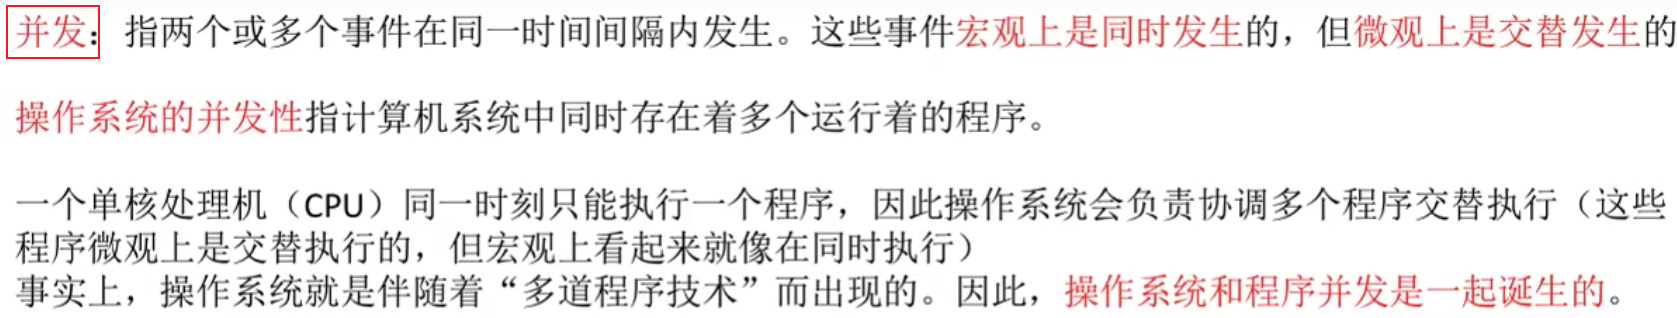 并发：指两个或多个事件在同一时间间隔内发生。这些事件宏观上是同时发生的，但微观上是交替发生的
操作系统的并发性指计算机系统中同时存在着多个运行着的程序。
一个单核处理机（CPU）同一时刻只能执行一个程序，因此操作系统会负责协调多个程序交替执行（这些
程序微观上是交替执行的，但宏观上看起来就像在同时执行）
事实上，操作系统就是伴随着“多道程序技术”而出现的。因此，操作系统和程序并发是一起诞生的。